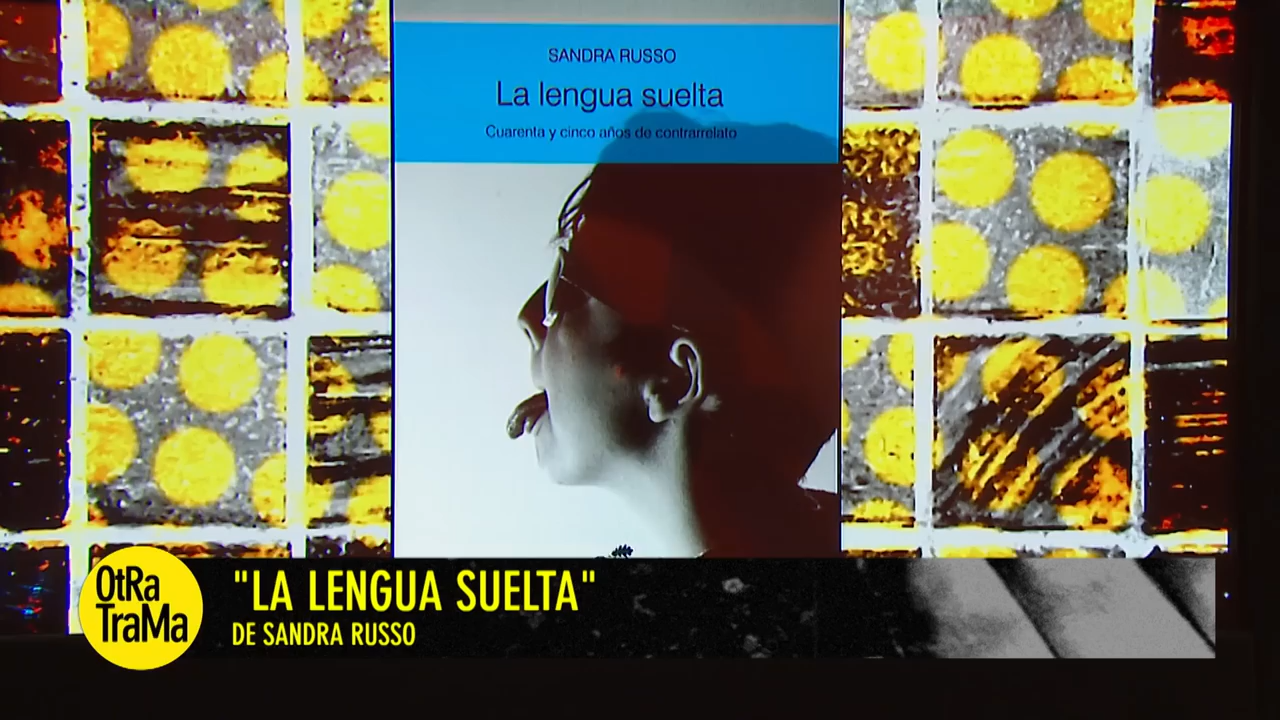 SANDRA RUSSO
La lengua suelta
Cuarenta y cinco años de contrarrelato
OtRa
TraMa
"LA LENGUA SUELTA"
DE SANDRA RUSSO